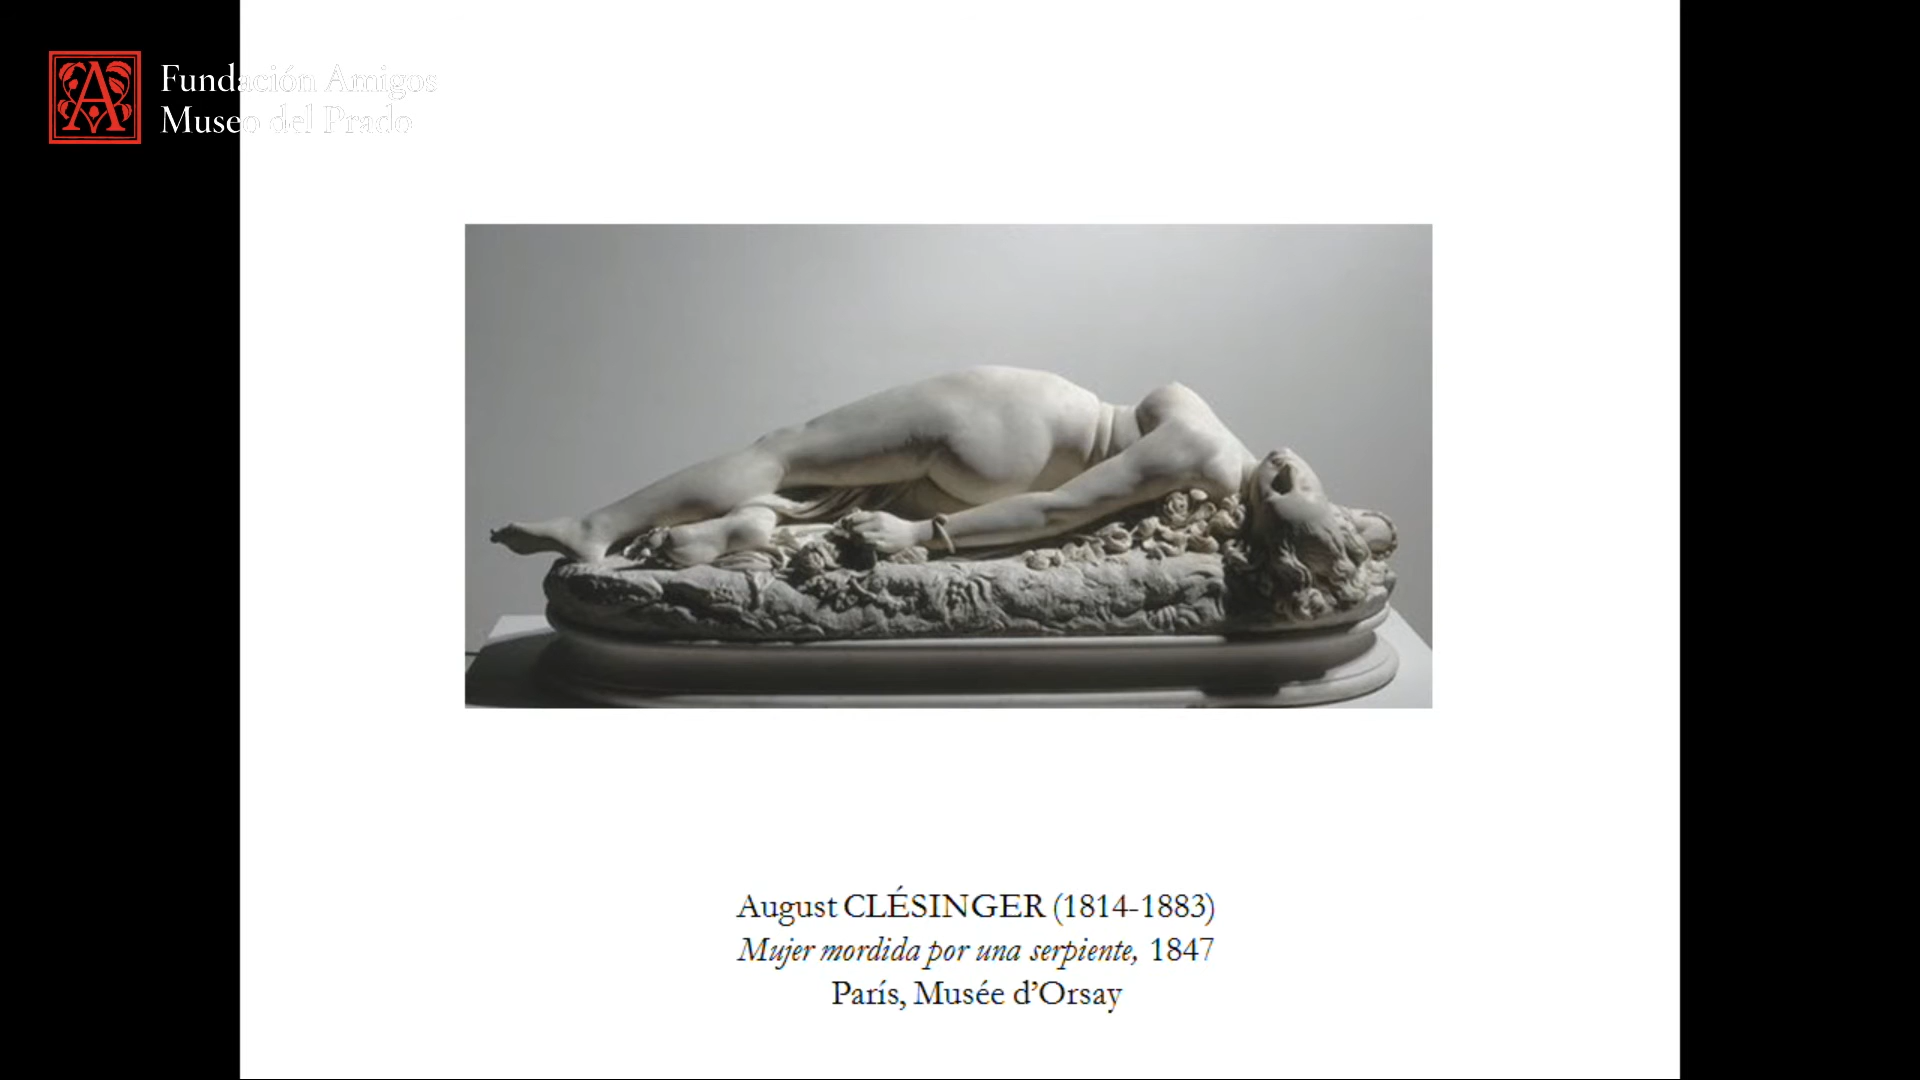 Fundación Amigos
Museo del Prado
August CLÉSINGER (1814-1883)
Mujer mordida por una serpiente, 1847
París, Musée d’Orsay